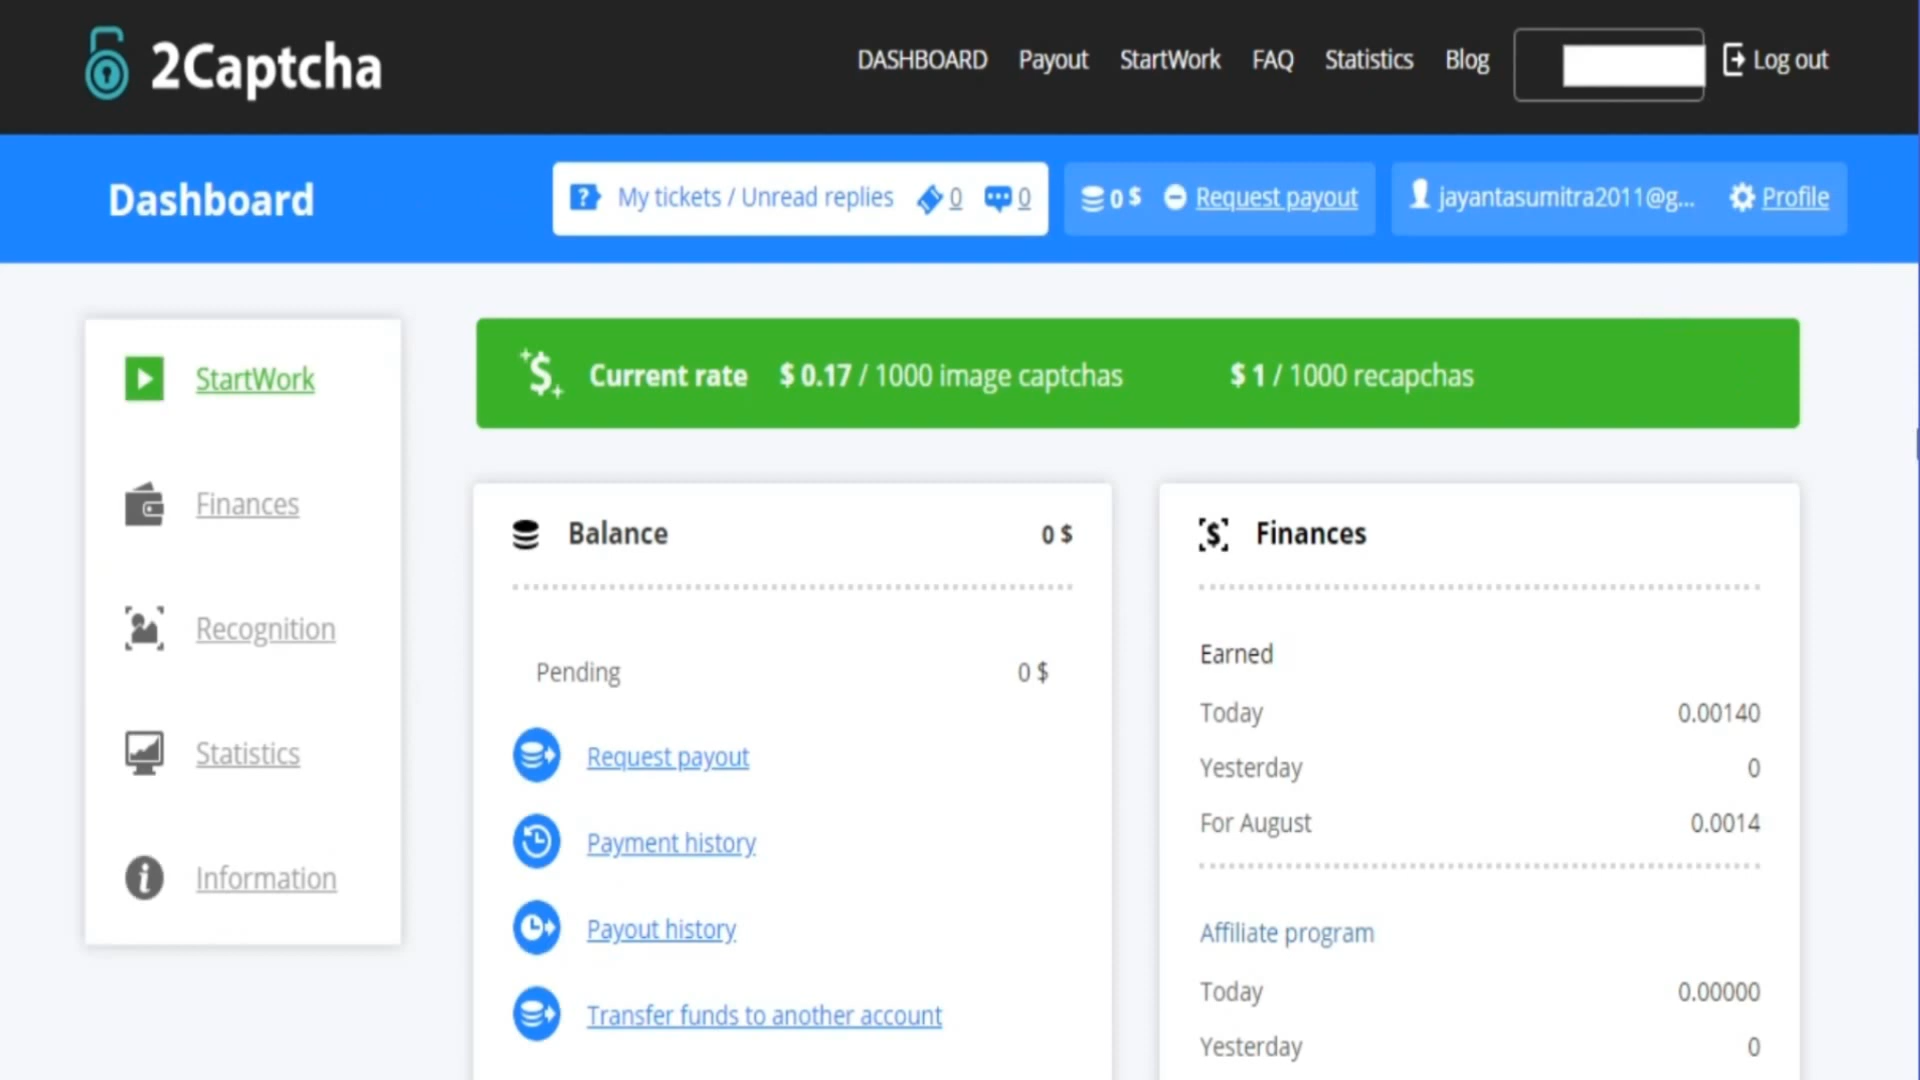 2Captcha
DASHBOARD Payout StartWork FAQ Statistics Blog Log out
Dashboard
My tickets / Unread replies 0 0
0 $ Request payout
jayantasumitra2011@g... Profile
StartWork
Finances
Recognition
Statistics
Information
Current rate $ 0.17 / 1000 image captchas $ 1 / 1000 recapchas
Balance 0 $
Pending 0 $
Request payout
Payment history
Payout history
Transfer funds to another account
Finances
Earned
Today 0.00140
Yesterday 0
For August 0.0014
Affiliate program
Today 0.00000
Yesterday 0